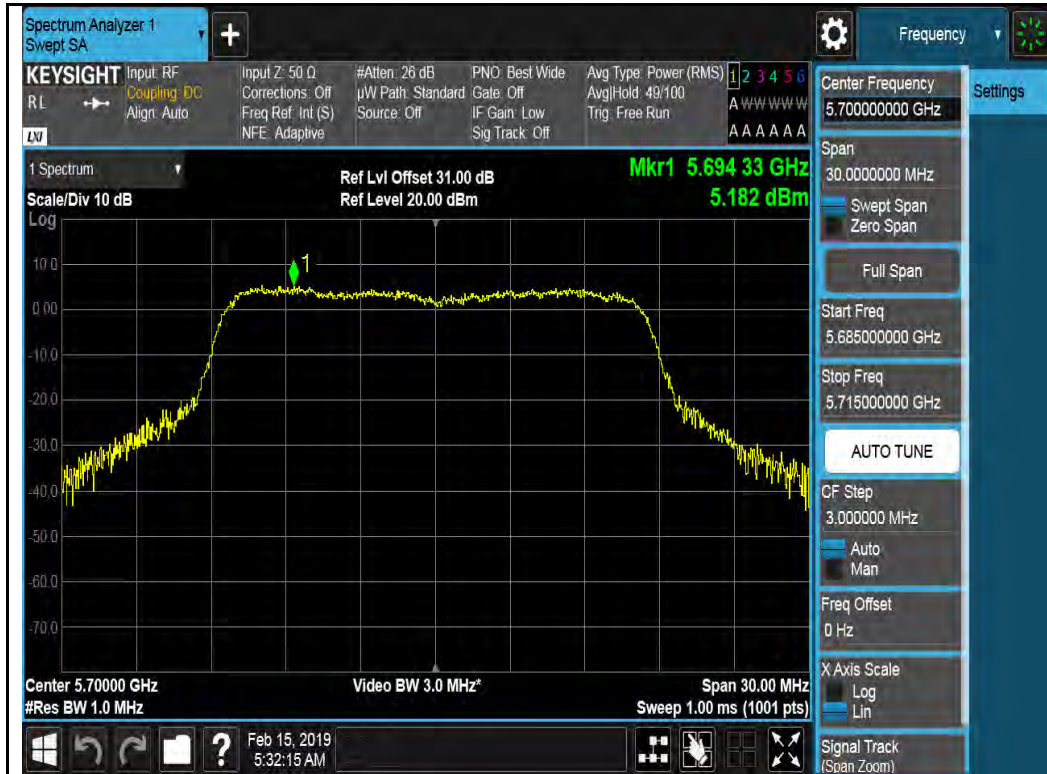 Spectrum Analyzer 1
Swept SA
+
Frequency
KEYSIGHT
RL
LXI
Input: RF
Coupling: DC
Align: Auto
Input Z: 50 Ω
Corrections: Off
Freq Ref: Int (S)
NFE: Adaptive
#Atten: 26 dB
µW Path: Standard
Source: Off
PNO: Best Wide
Gate: Off
IF Gain: Low
Sig Track: Off
Avg Type: Power (RMS)
Avg|Hold: 49/100
Trig: Free Run
1 2 3 4 5 6
A W W W W W
A A A A A A
1 Spectrum
Scale/Div 10 dB
Log
Ref Lvl Offset 31.00 dB
Ref Level 20.00 dBm
Mkr1 5.694 33 GHz
5.182 dBm
1
10.0
0.00
-10.0
-20.0
-30.0
-40.0
-50.0
-60.0
-70.0
Center 5.70000 GHz
#Res BW 1.0 MHz
Video BW 3.0 MHz*
Span 30.00 MHz
Sweep 1.00 ms (1001 pts)
?
Feb 15, 2019
5:32:15 AM
Center Frequency
5.700000000 GHz
Span
30.0000000 MHz
Swept Span
Zero Span
Full Span
Start Freq
5.685000000 GHz
Stop Freq
5.715000000 GHz
AUTO TUNE
CF Step
3.000000 MHz
Auto
Man
Freq Offset
0 Hz
X Axis Scale
Log
Lin
Signal Track
(Span Zoom)
Settings